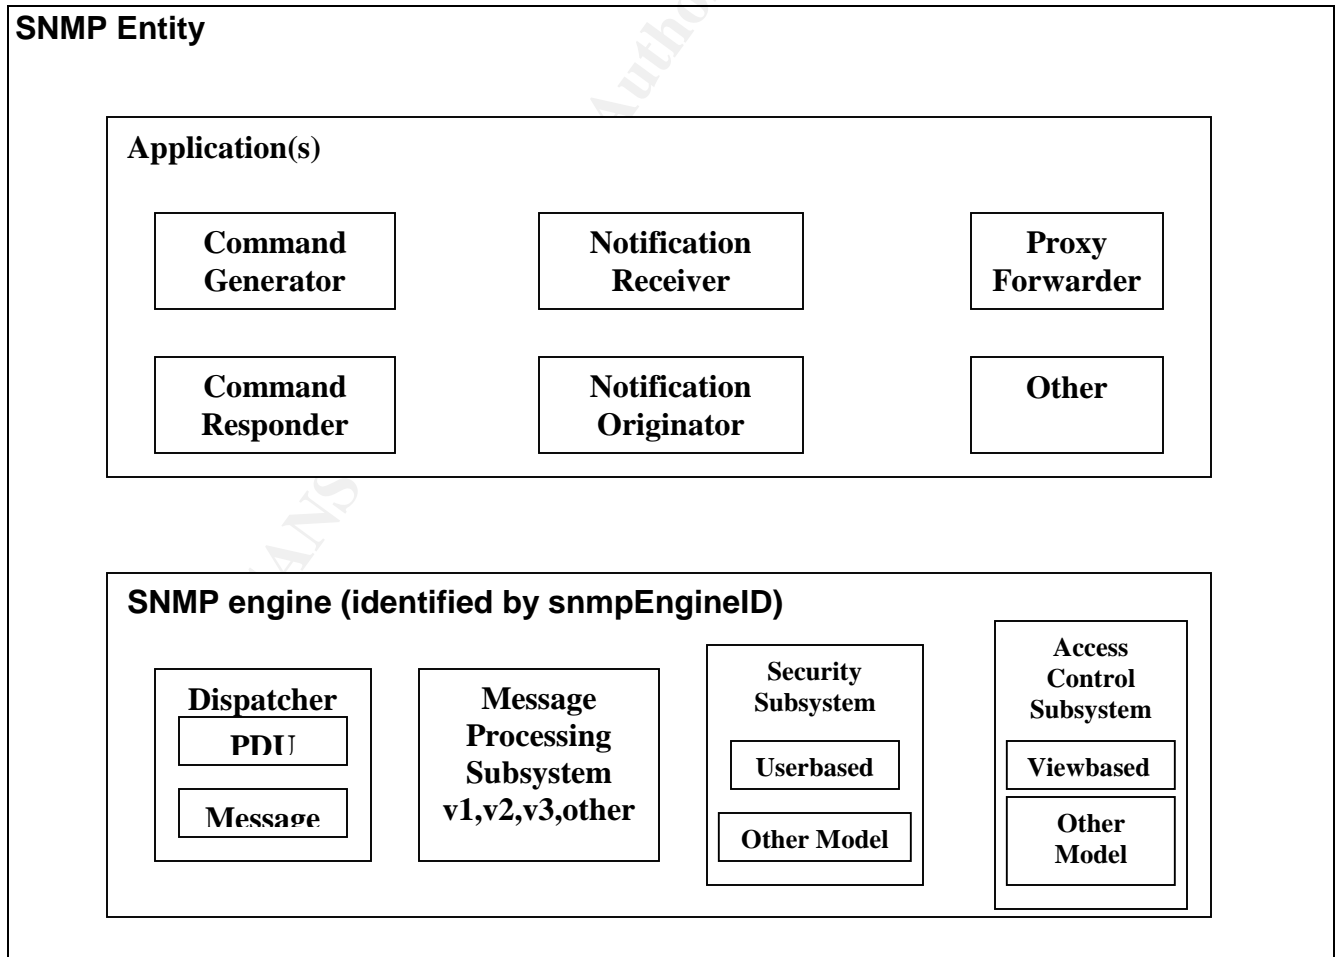 SNMP Entity
Application(s)
Command
Generator
Notification
Receiver
Proxy
Forwarder
Command
Responder
Notification
Originator
Other
SNMP engine (identified by snmpEngineID)
Dispatcher
PDU
Message
Message
Processing
Subsystem
v1,v2,v3,other
Security
Subsystem
Userbased
Other Model
Access
Control
Subsystem
Viewbased
Other
Model